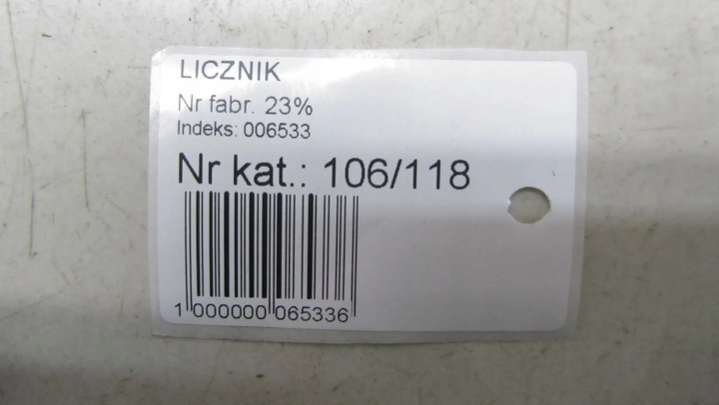 LICZNIK
Nr fabr. 23%
Indeks: 006533
Nr kat.: 106/118
1 000000 065336